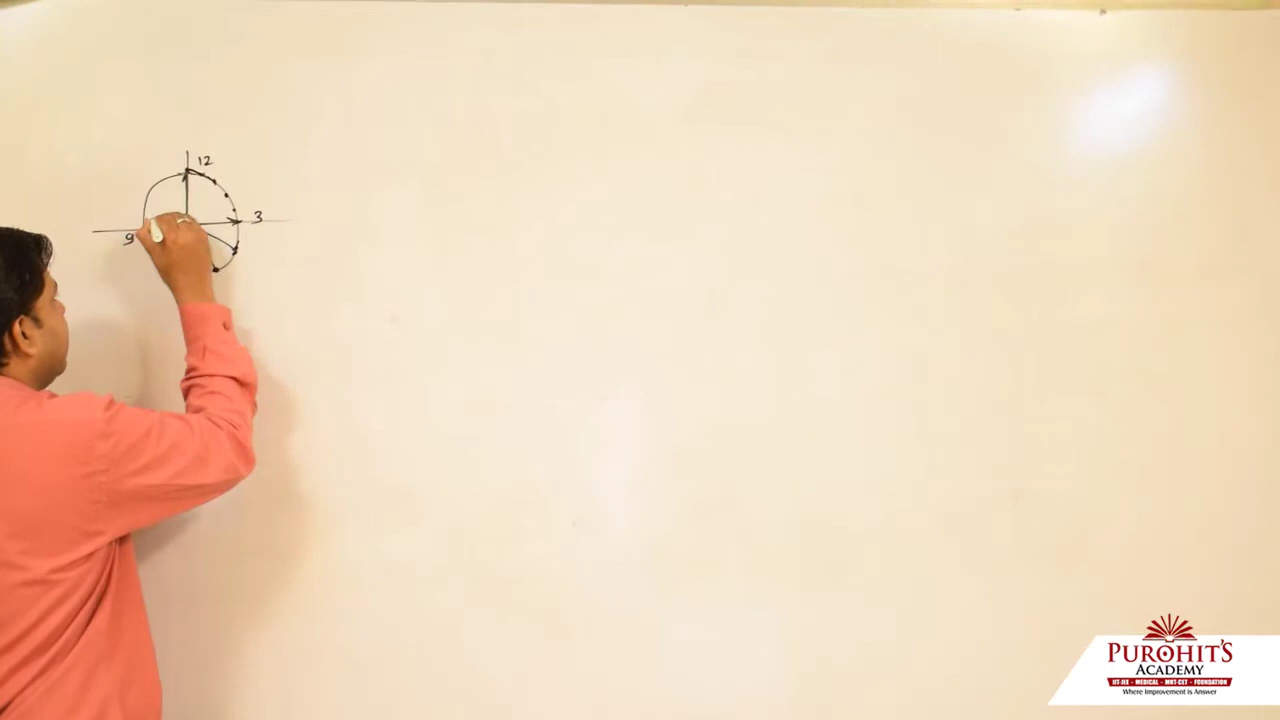 12
3
9
PUROHIT'S
ACADEMY
IIT-JEE - MEDICAL - MHT-CET - FOUNDATION
Where Improvement is Answer